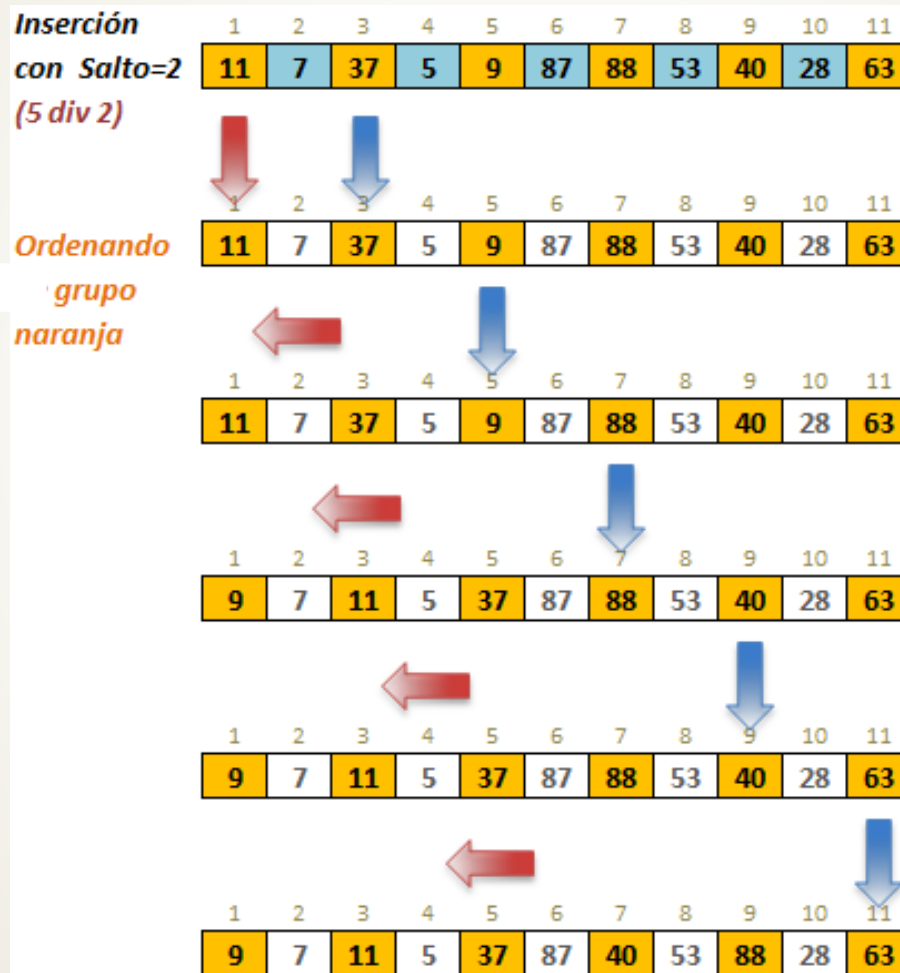 Inserción
con Salto=2
(5 div 2)
1 2 3 4 5 6 7 8 9 10 11
11 7 37 5 9 87 88 53 40 28 63
1 2 3 4 5 6 7 8 9 10 11
11 7 37 5 9 87 88 53 40 28 63
Ordenando
grupo
naranja
1 2 3 4 5 6 7 8 9 10 11
11 7 37 5 9 87 88 53 40 28 63
1 2 3 4 5 6 7 8 9 10 11
9 7 11 5 37 87 88 53 40 28 63
1 2 3 4 5 6 7 8 9 10 11
9 7 11 5 37 87 88 53 40 28 63
1 2 3 4 5 6 7 8 9 10 11
9 7 11 5 37 87 40 53 88 28 63